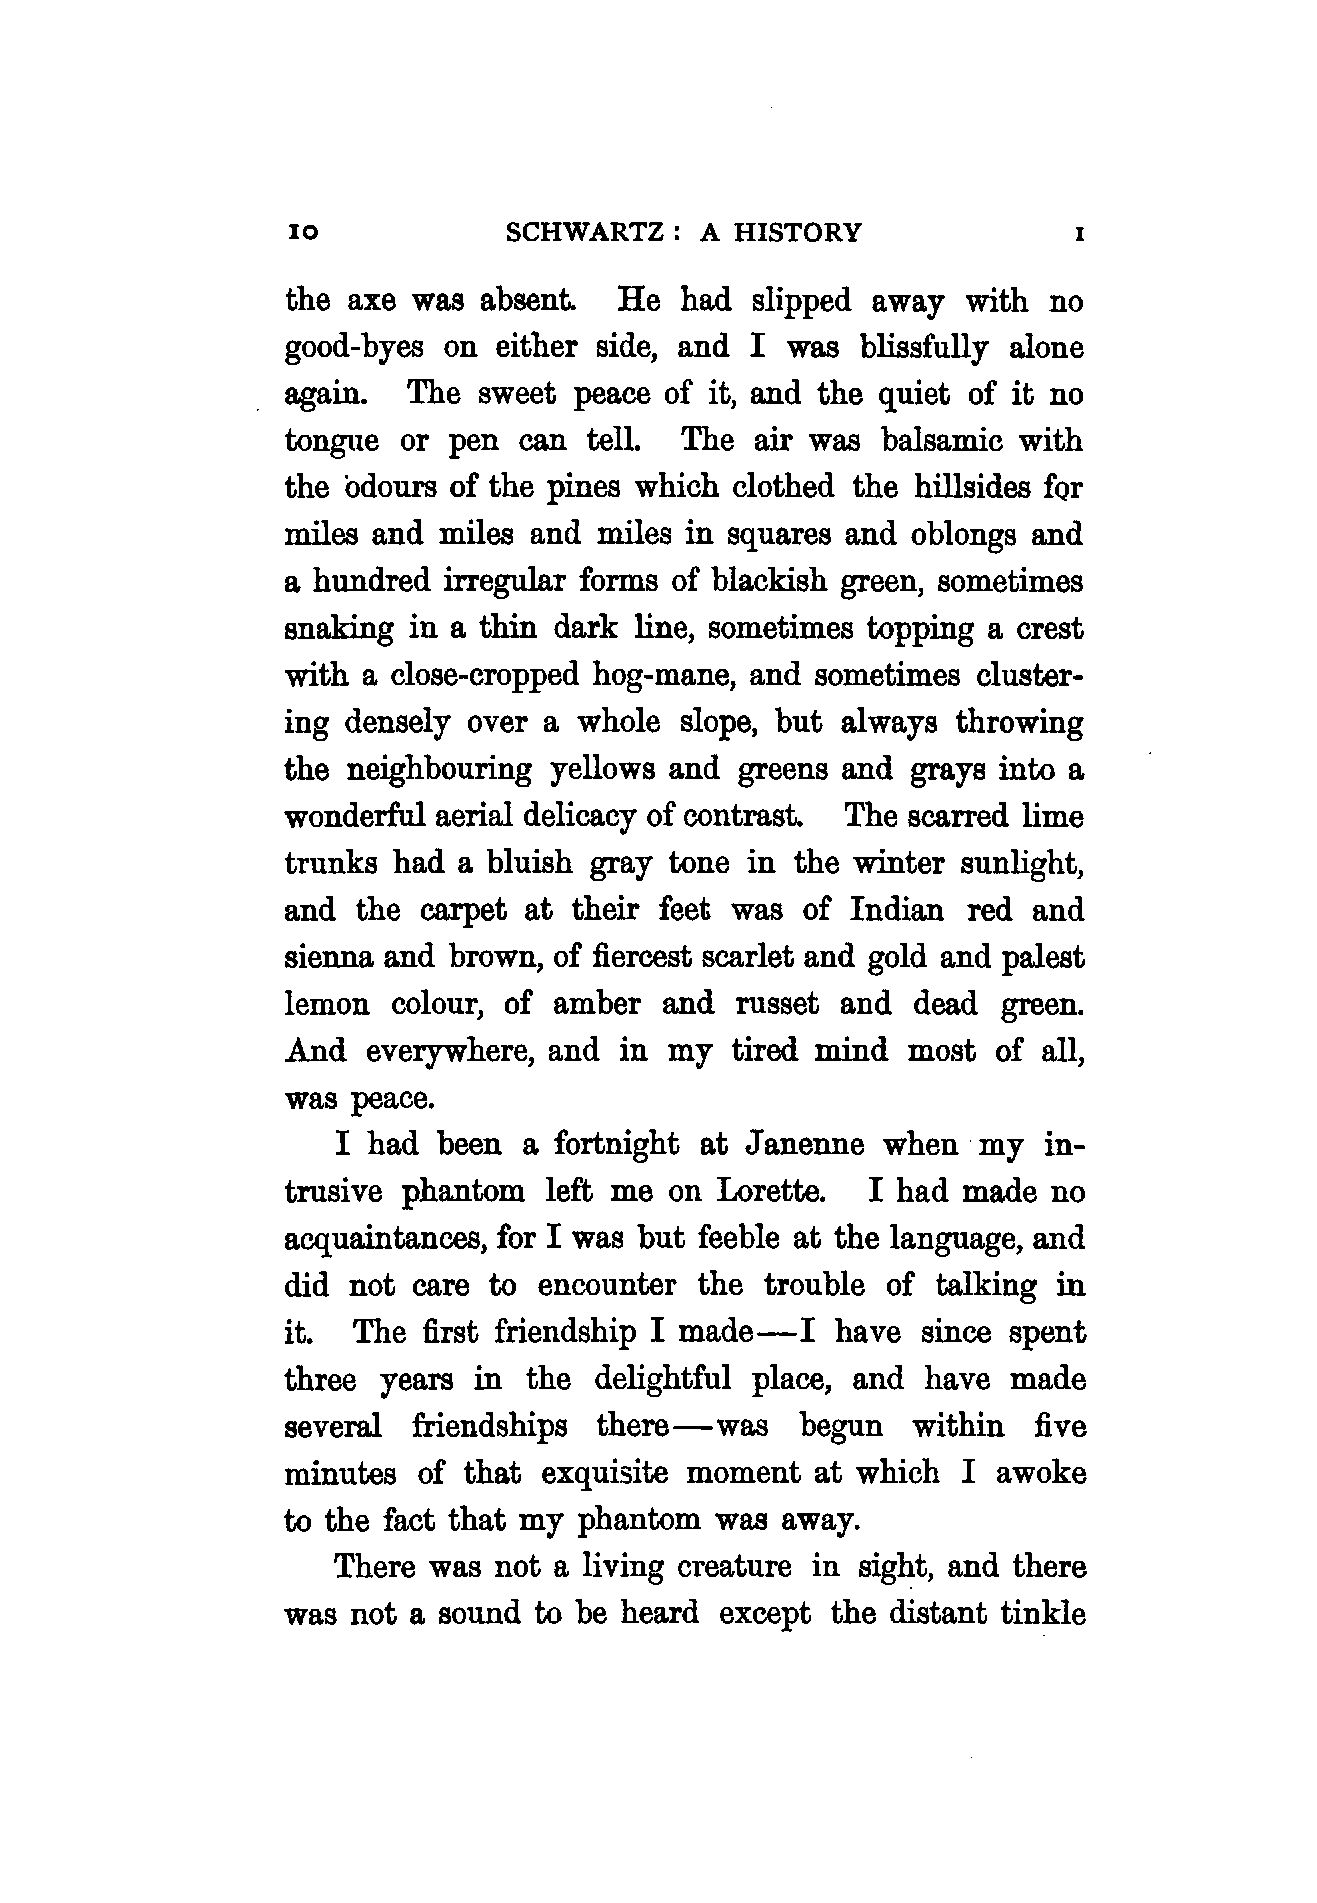 10 SCHWARTZ: A HISTORY I
the axe was absent. He had slipped away with no
good-byes on either side, and I was blissfully alone
again. The sweet peace of it, and the quiet of it no
tongue or pen can tell. The air was balsamic with
the odours of the pines which clothed the hillsides for
miles and miles and miles in squares and oblongs and
a hundred irregular forms of blackish green, sometimes
snaking in a thin dark line, sometimes topping a crest
with a close-cropped hog-mane, and sometimes cluster-
ing densely over a whole slope, but always throwing
the neighbouring yellows and greens and grays into a
wonderful aerial delicacy of contrast. The scarred lime
trunks had a bluish gray tone in the winter sunlight,
and the carpet at their feet was of Indian red and
sienna and brown, of fiercest scarlet and gold and palest
lemon colour, of amber and russet and dead green.
And everywhere, and in my tired mind most of all,
was peace.
I had been a fortnight at Janenne when my in-
trusive phantom left me on Lorette. I had made no
acquaintances, for I was but feeble at the language, and
did not care to encounter the trouble of talking in
it. The first friendship I made—I have since spent
three years in the delightful place, and have made
several friendships there—was begun within five
minutes of that exquisite moment at which I awoke
to the fact that my phantom was away.
There was not a living creature in sight, and there
was not a sound to be heard except the distant tinkle